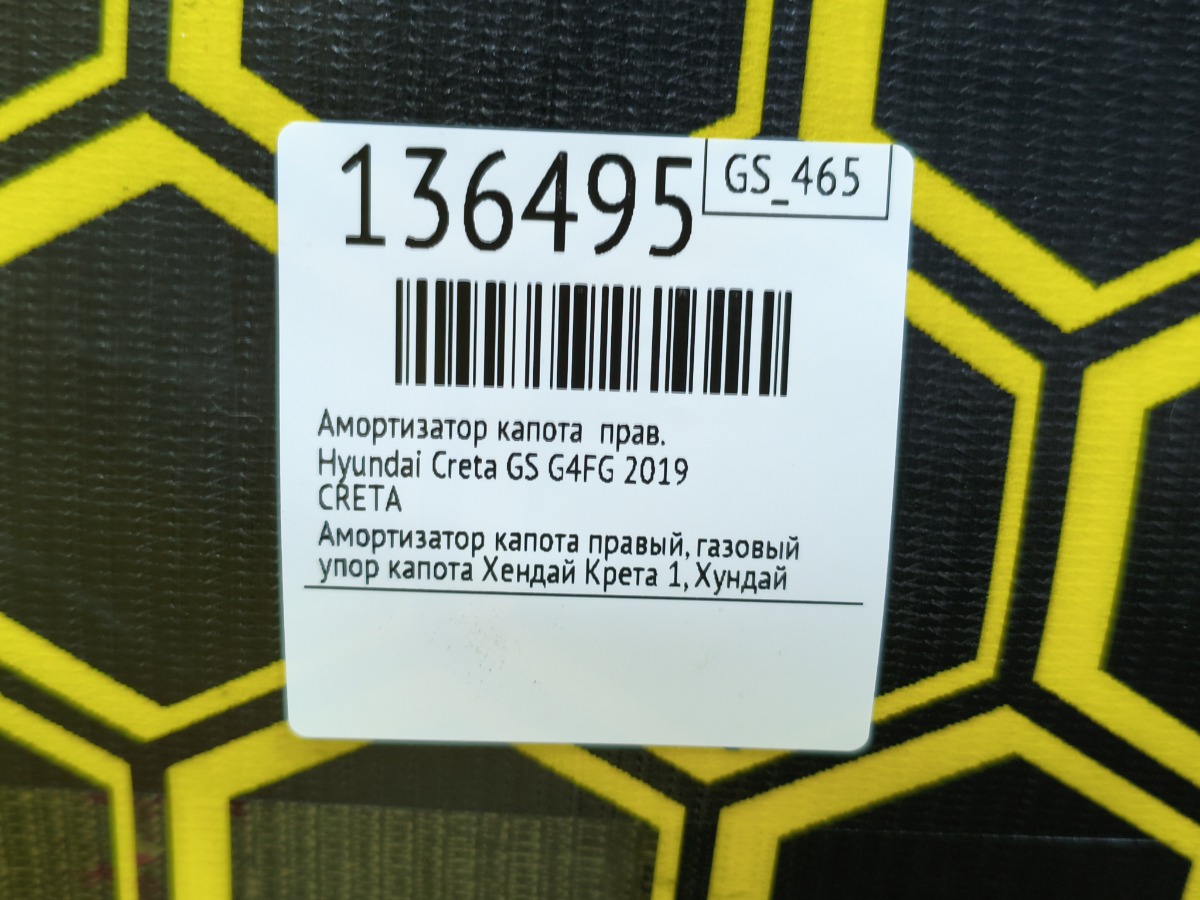 136495
GS_465
Амортизатор капота прав.
Hyundai Creta GS G4FG 2019
CRETA
Амортизатор капота правый, газовый
упор капота Хендай Крета 1, Хундай